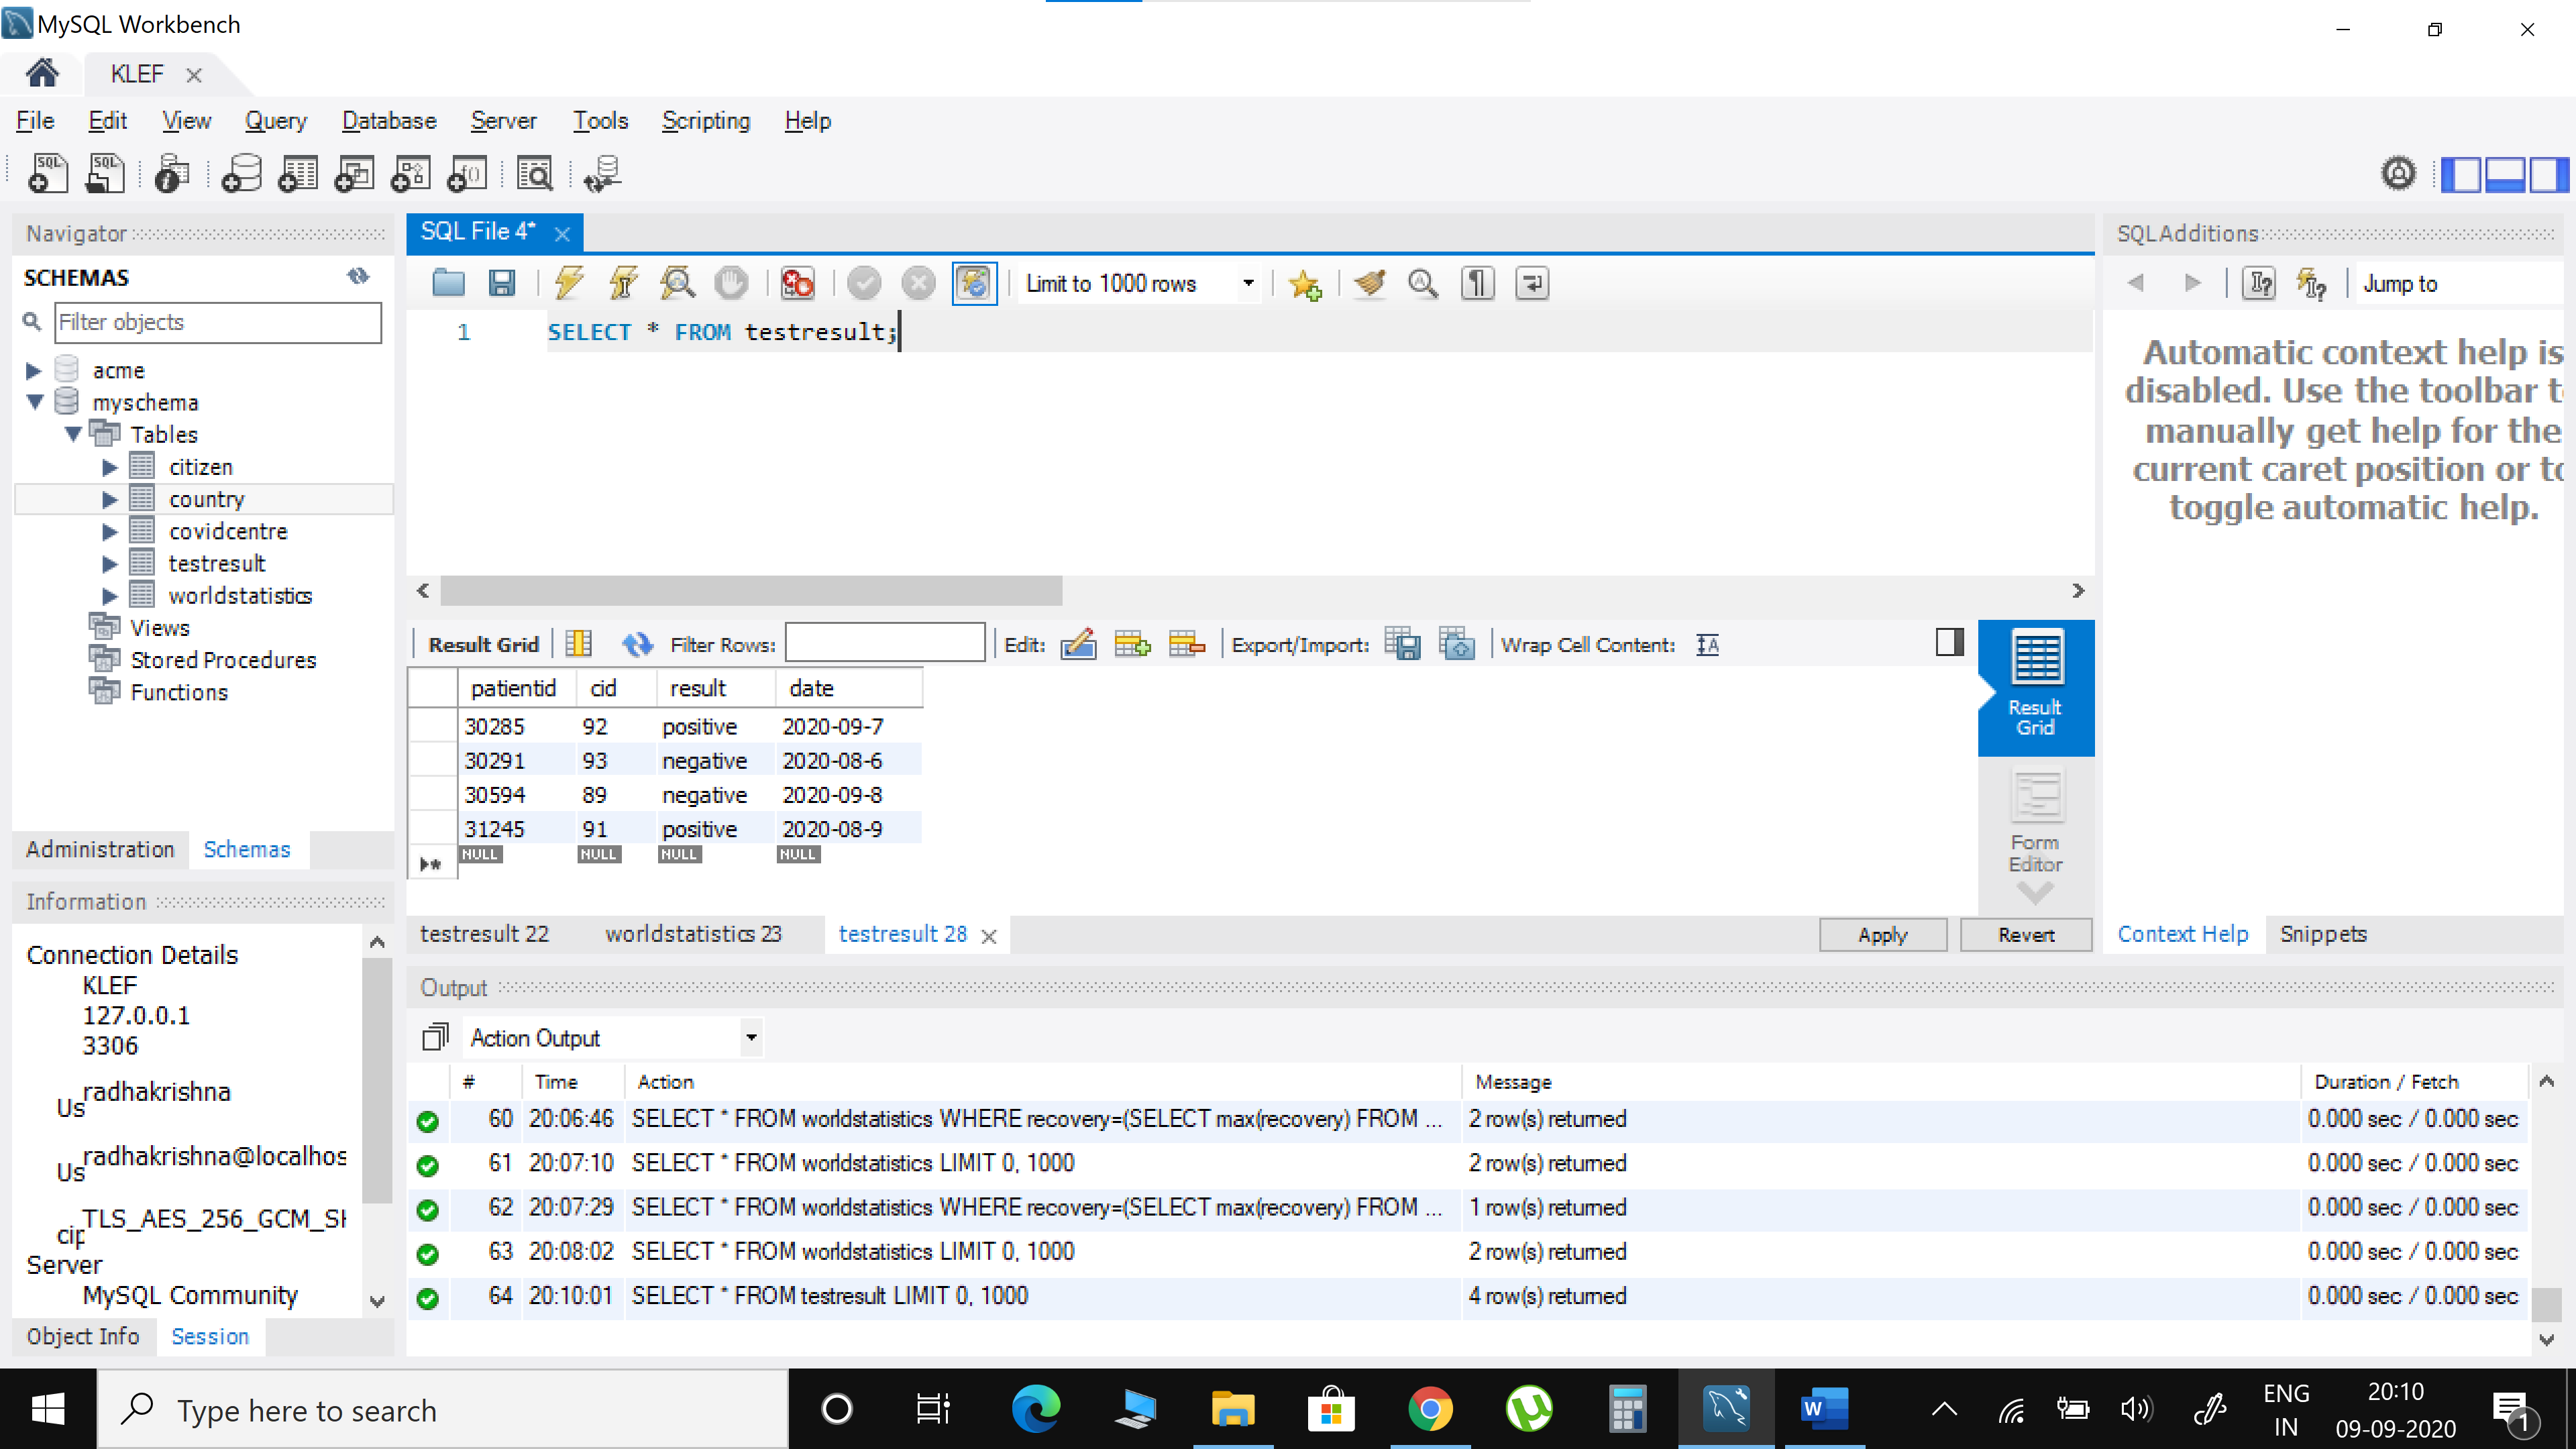 MySQL Workbench
KLEF
File Edit View Query Database Server Tools Scripting Help
Navigator
SCHEMAS
Filter objects
acme
myschema
Tables
citizen
country
covidcentre
testresult
worldstatistics
Views
Stored Procedures
Functions
Administration Schemas
Information
Connection Details
KLEF
127.0.0.1
3306
Us radhakrishna
Us radhakrishna@localhos
cip TLS_AES_256_GCM_SH
Server
MySQL Community
Object Info Session
SQL File 4*
Limit to 1000 rows
1 SELECT * FROM testresult;
Result Grid Filter Rows: Edit: Export/Import: Wrap Cell Content:
patientid cid result date
30285 92 positive 2020-09-7
30291 93 negative 2020-08-6
30594 89 negative 2020-09-8
31245 91 positive 2020-08-9
NULL NULL NULL NULL
Result
Grid
Form
Editor
testresult 22 worldstatistics 23 testresult 28 Apply Revert
SQLAdditions
Jump to
Automatic context help is
disabled. Use the toolbar t
manually get help for the
current caret position or to
toggle automatic help.
Context Help Snippets
Output
Action Output
# Time Action Message Duration / Fetch
60 20:06:46 SELECT * FROM worldstatistics WHERE recovery=(SELECT max(recovery) FROM ... 2 row(s) returned 0.000 sec / 0.000 sec
61 20:07:10 SELECT * FROM worldstatistics LIMIT 0, 1000 2 row(s) returned 0.000 sec / 0.000 sec
62 20:07:29 SELECT * FROM worldstatistics WHERE recovery=(SELECT max(recovery) FROM ... 1 row(s) returned 0.000 sec / 0.000 sec
63 20:08:02 SELECT * FROM worldstatistics LIMIT 0, 1000 2 row(s) returned 0.000 sec / 0.000 sec
64 20:10:01 SELECT * FROM testresult LIMIT 0, 1000 4 row(s) returned 0.000 sec / 0.000 sec
Type here to search
ENG
IN
20:10
09-09-2020
1